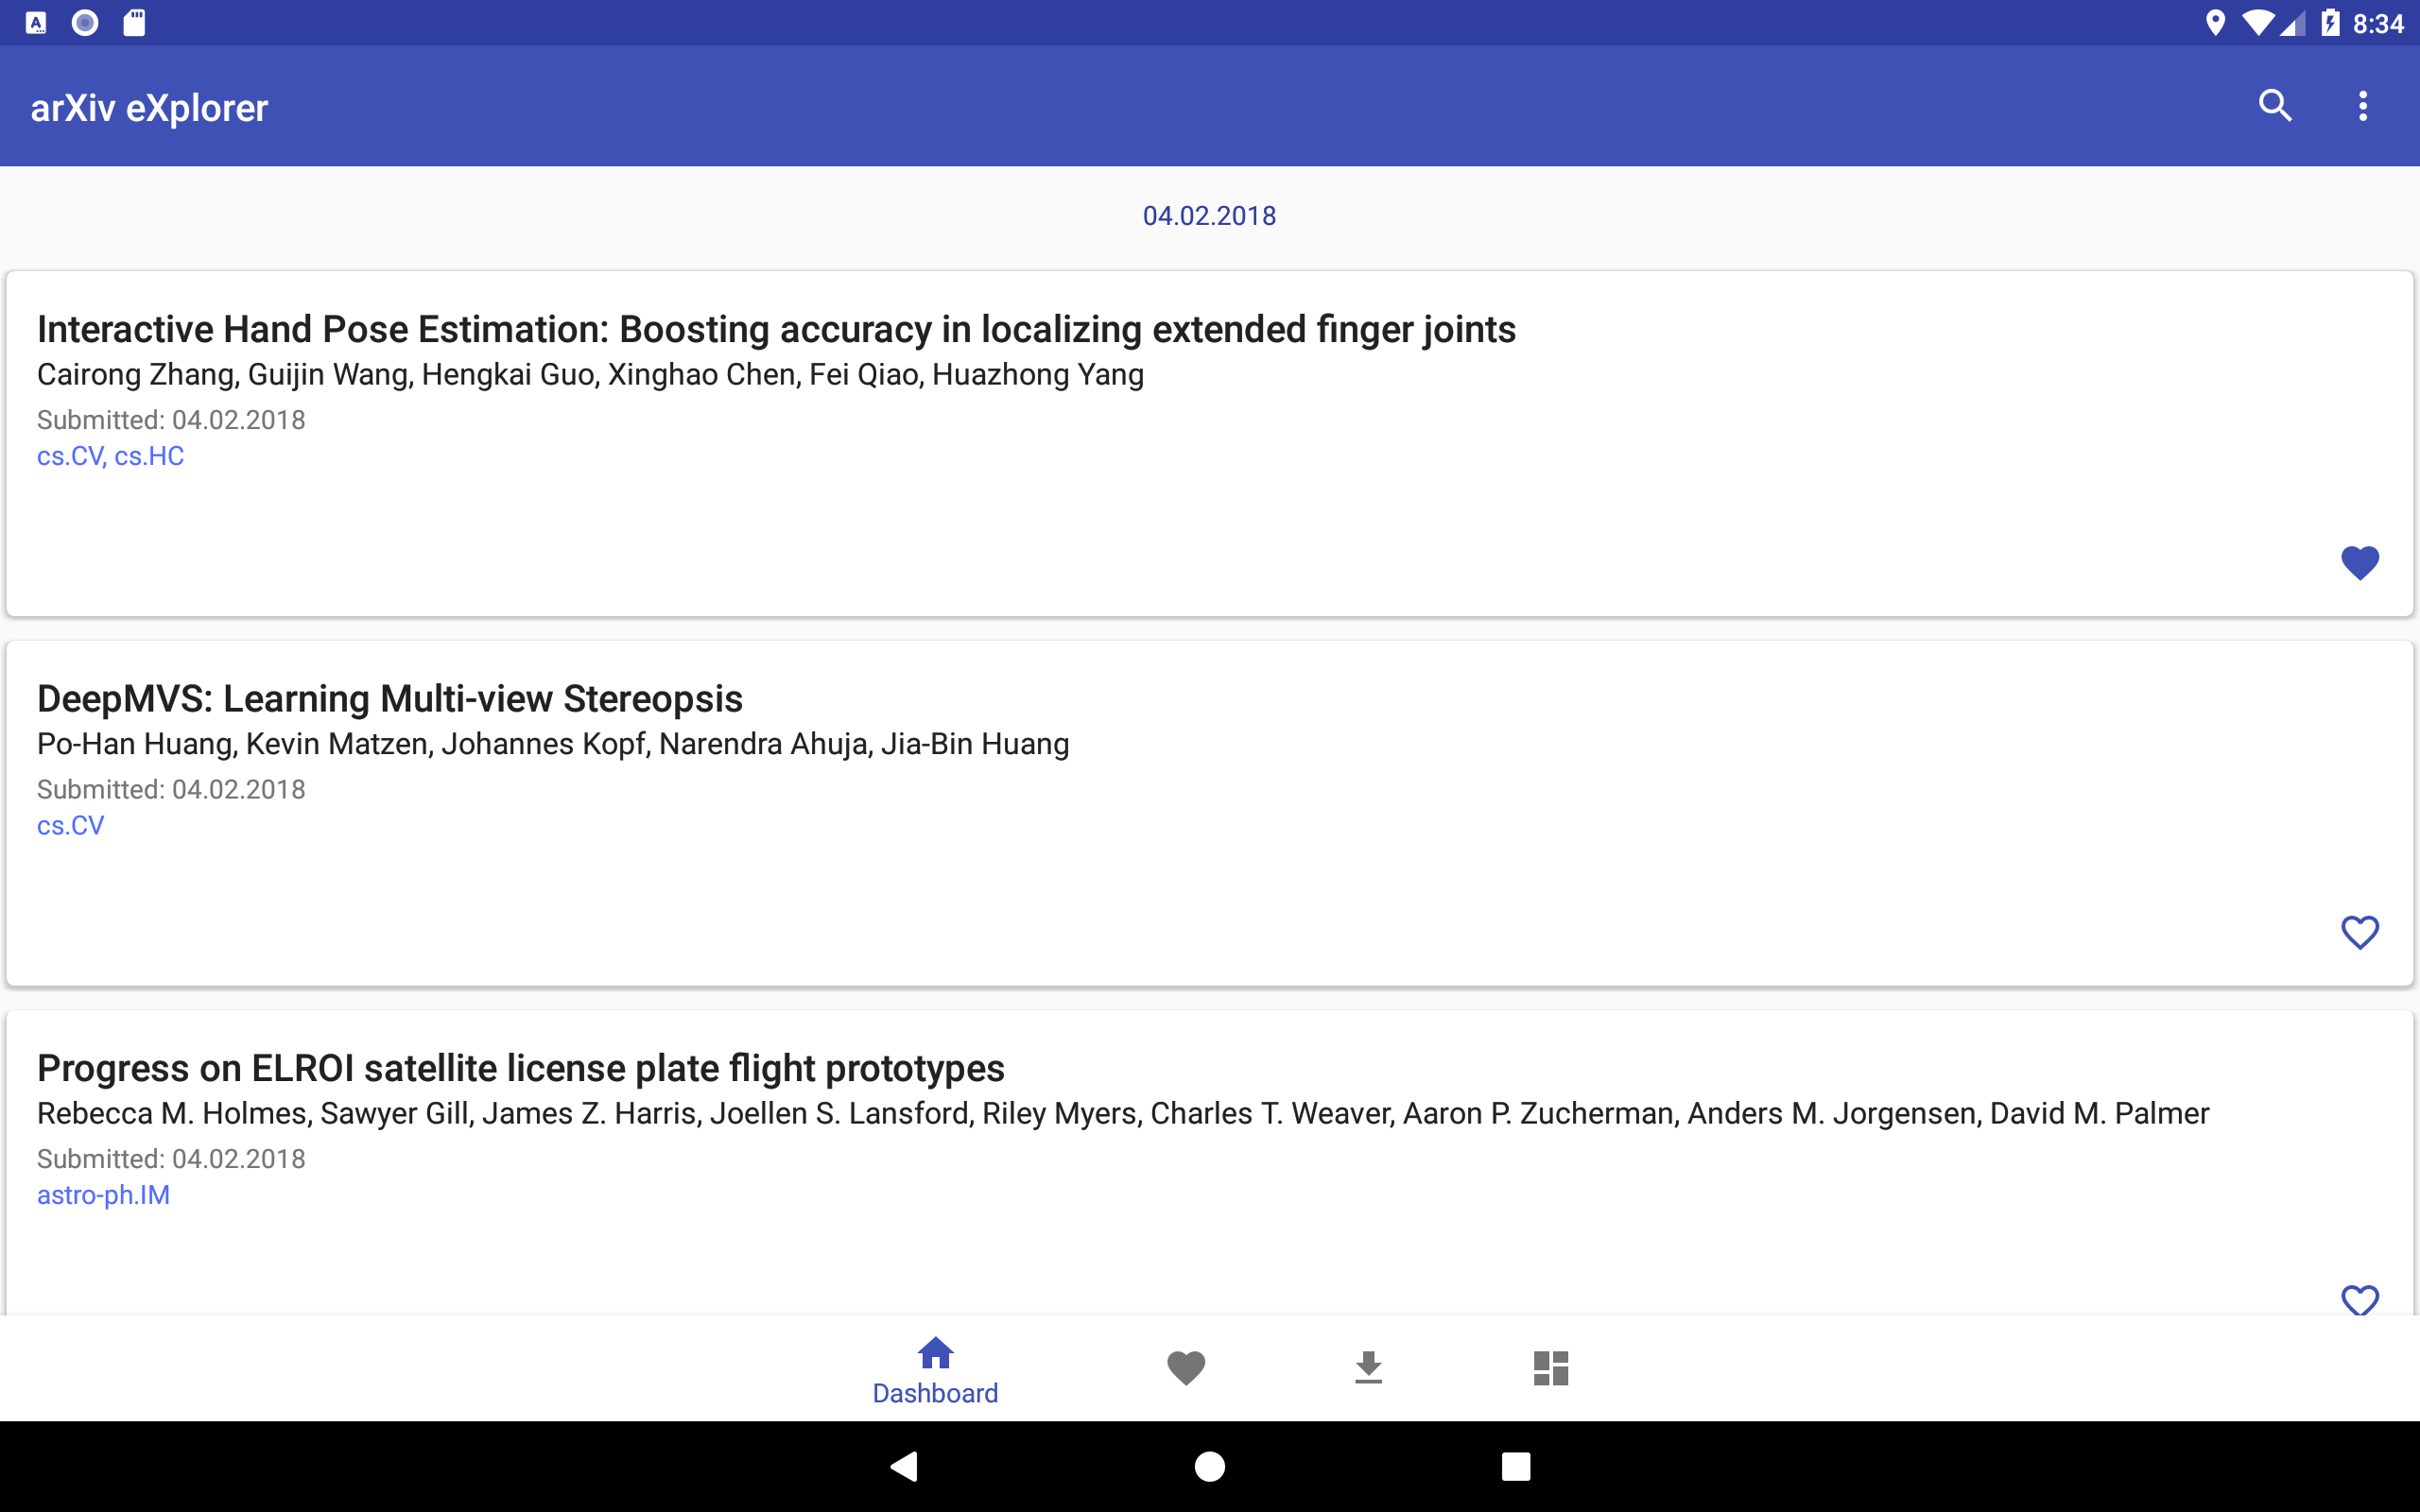 8:34
arXiv eXplorer
04.02.2018
Interactive Hand Pose Estimation: Boosting accuracy in localizing extended finger joints
Cairong Zhang, Guijin Wang, Hengkai Guo, Xinghao Chen, Fei Qiao, Huazhong Yang
Submitted: 04.02.2018
cs.CV, cs.HC
DeepMVS: Learning Multi-view Stereopsis
Po-Han Huang, Kevin Matzen, Johannes Kopf, Narendra Ahuja, Jia-Bin Huang
Submitted: 04.02.2018
cs.CV
Progress on ELROI satellite license plate flight prototypes
Rebecca M. Holmes, Sawyer Gill, James Z. Harris, Joellen S. Lansford, Riley Myers, Charles T. Weaver, Aaron P. Zucherman, Anders M. Jorgensen, David M. Palmer
Submitted: 04.02.2018
astro-ph.IM
Dashboard